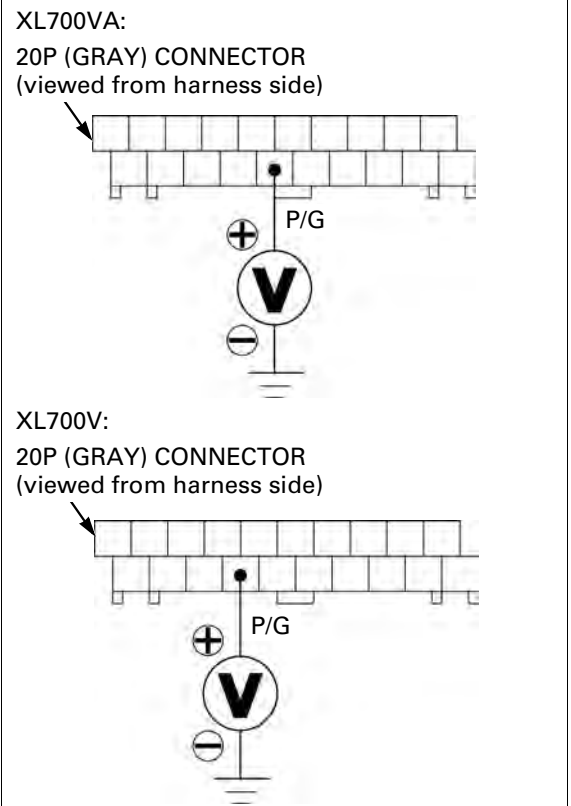 XL700VA:
20P (GRAY) CONNECTOR
(viewed from harness side)
P/G
+
V
−
XL700V:
20P (GRAY) CONNECTOR
(viewed from harness side)
P/G
+
V
−